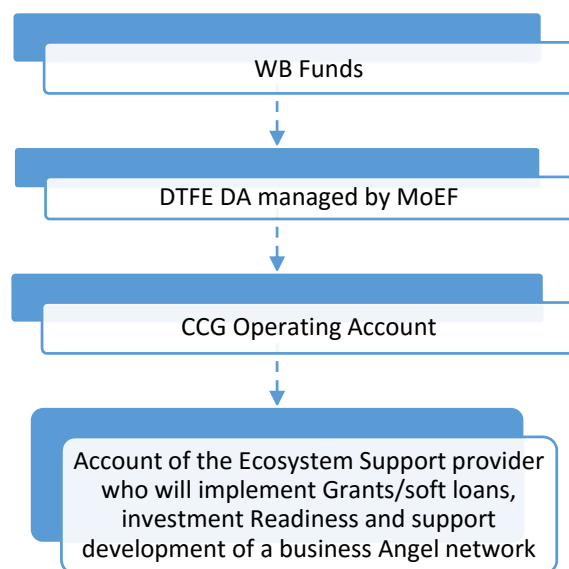 WB Funds
DTFE DA managed by MoEF
CCG Operating Account
Account of the Ecosystem Support provider
who will implement Grants/soft loans,
investment Readiness and support
development of a business Angel network